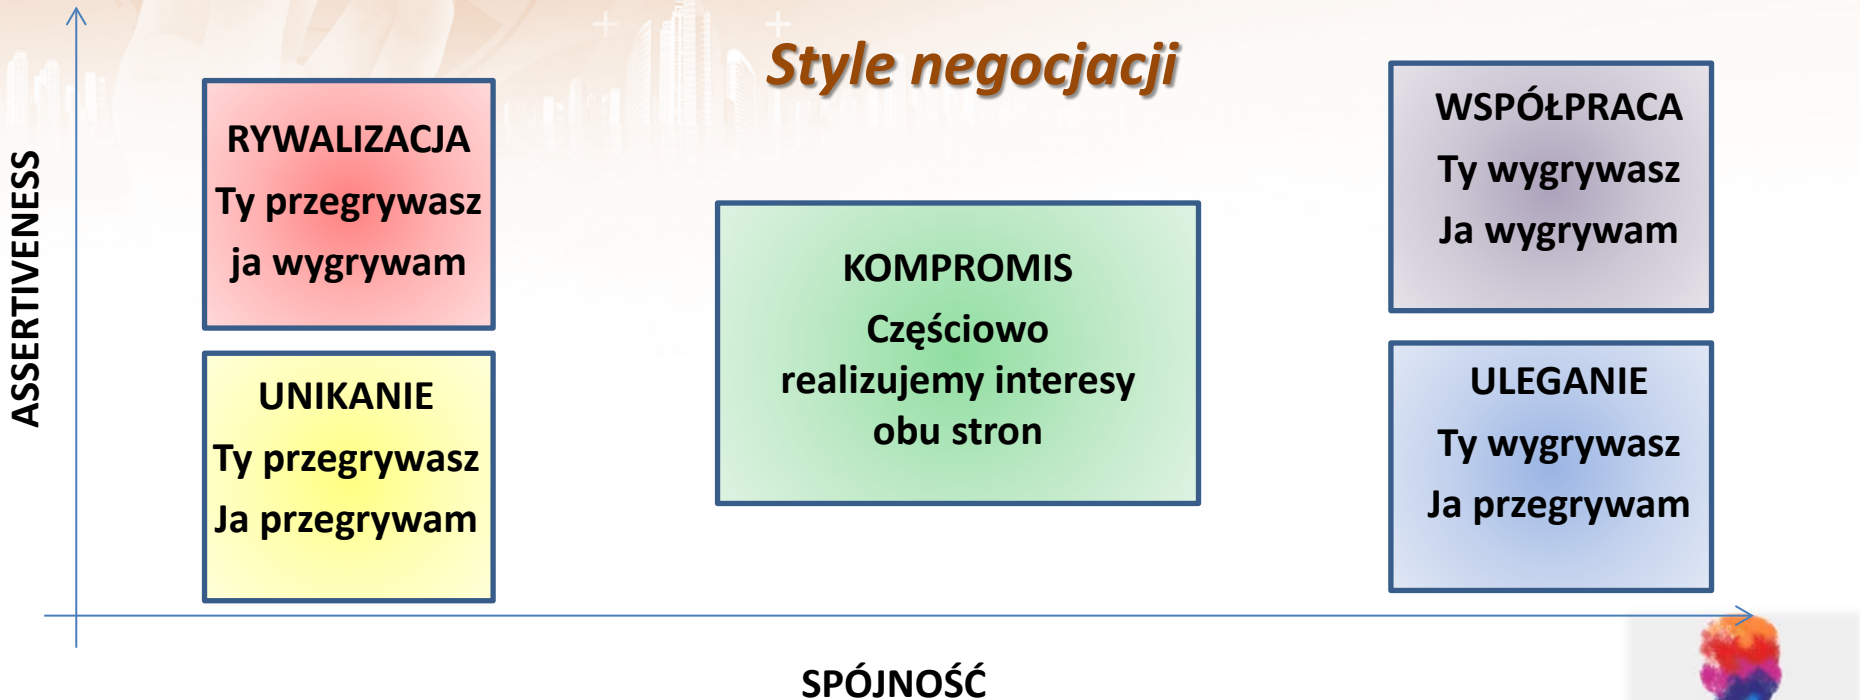 Style negocjacji
ASSERTIVENESS
RYWALIZACJA
Ty przegrywasz
ja wygrywam
UNIKANIE
Ty przegrywasz
Ja przegrywam
KOMPROMIS
Częściowo
realizujemy interesy
obu stron
WSPÓŁPRACA
Ty wygrywasz
Ja wygrywam
ULEGANIE
Ty wygrywasz
Ja przegrywam
SPÓJNOŚĆ